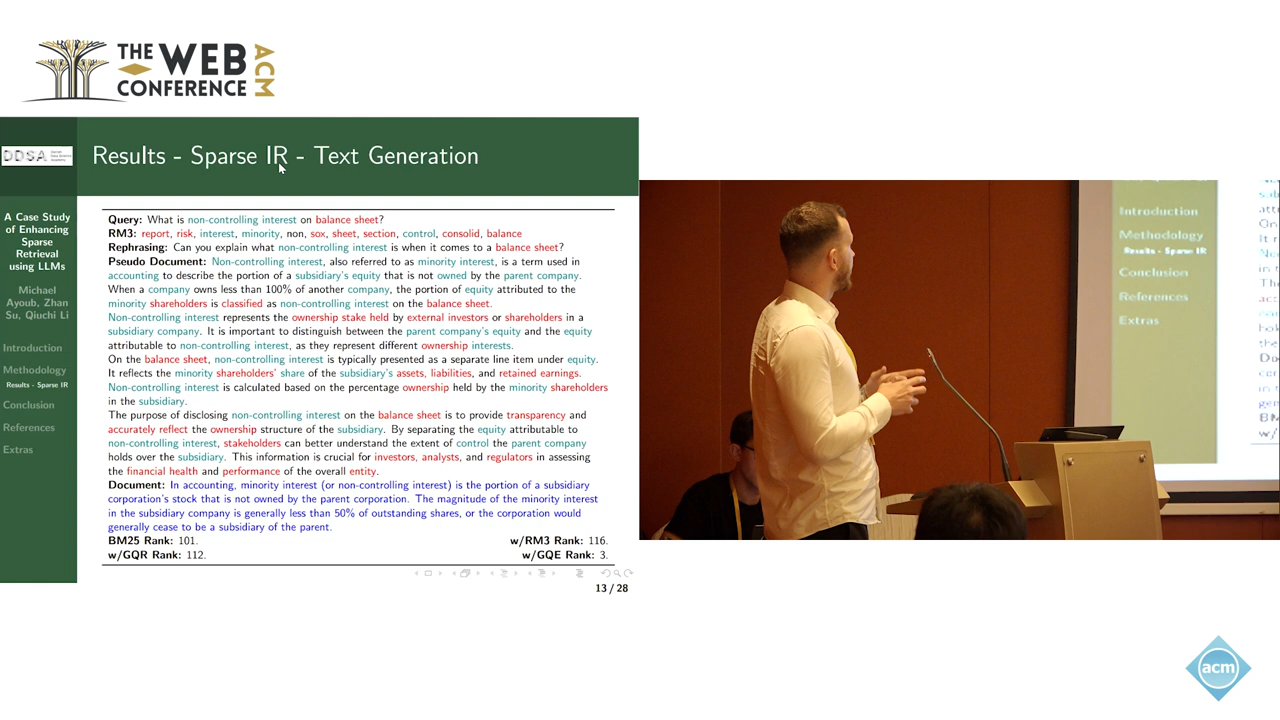 THE WEB
CONFERENCE
ACM
DDSA
Results - Sparse IR - Text Generation
A Case Study
of Enhancing
Sparse
Retrieval
using LLMs
Michael
Ayoub, Zhan
Su, Qiuchi Li
Introduction
Methodology
Results - Sparse IR
Conclusion
References
Extras
Query: What is non-controlling interest on balance sheet?
RM3: report, risk, interest, minority, non, sox, sheet, section, control, consolid, balance
Rephrasing: Can you explain what non-controlling interest is when it comes to a balance sheet?
Pseudo Document: Non-controlling interest, also referred to as minority interest, is a term used in
accounting to describe the portion of a subsidiary's equity that is not owned by the parent company.
When a company owns less than 100% of another company, the portion of equity attributed to the
minority shareholders is classified as non-controlling interest on the balance sheet.
Non-controlling interest represents the ownership stake held by external investors or shareholders in a
subsidiary company. It is important to distinguish between the parent company's equity and the equity
attributable to non-controlling interest, as they represent different ownership interests.
On the balance sheet, non-controlling interest is typically presented as a separate line item under equity.
It reflects the minority shareholders' share of the subsidiary's assets, liabilities, and retained earnings.
Non-controlling interest is calculated based on the percentage ownership held by the minority shareholders
in the subsidiary.
The purpose of disclosing non-controlling interest on the balance sheet is to provide transparency and
accurately reflect the ownership structure of the subsidiary. By separating the equity attributable to
non-controlling interest, stakeholders can better understand the extent of control the parent company
holds over the subsidiary. This information is crucial for investors, analysts, and regulators in assessing
the financial health and performance of the overall entity.
Document: In accounting, minority interest (or non-controlling interest) is the portion of a subsidiary
corporation's stock that is not owned by the parent corporation. The magnitude of the minority interest
in the subsidiary company is generally less than 50% of outstanding shares, or the corporation would
generally cease to be a subsidiary of the parent.
BM25 Rank: 101. w/RM3 Rank: 116.
w/GQR Rank: 112. w/GQE Rank: 3.
13 / 28
Introduction
Methodology
Results - Sparse IR
Conclusion
References
Extras
acm